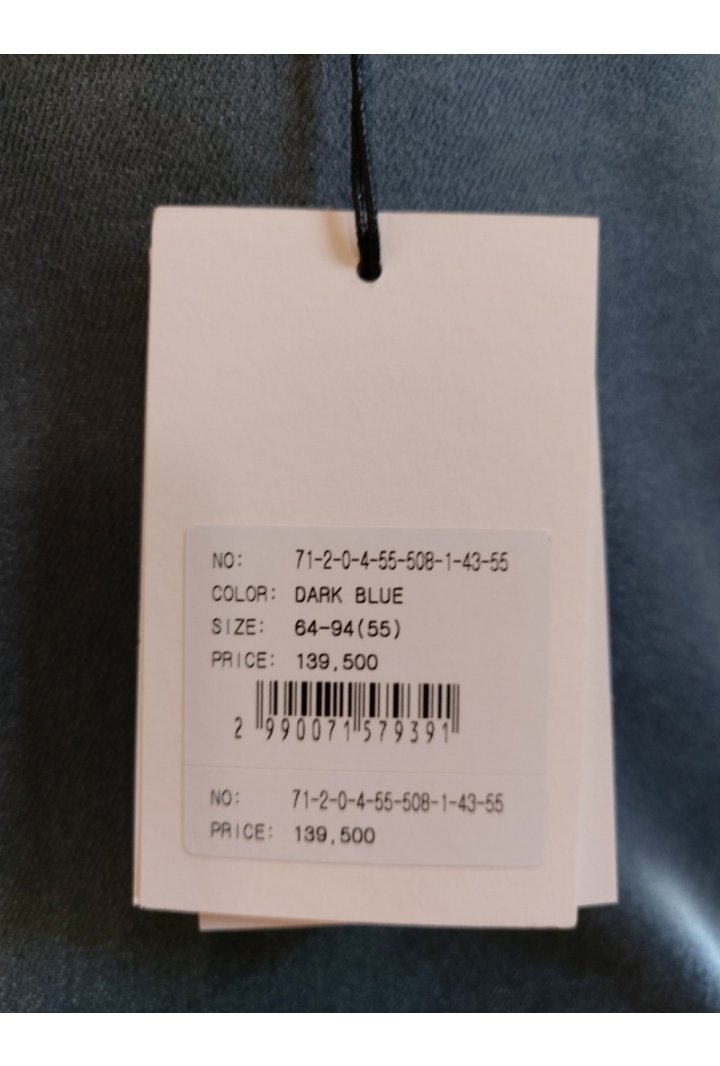 NO: 71-2-0-4-55-508-1-43-55
COLOR: DARK BLUE
SIZE: 64-94(55)
PRICE: 139,500
2 990071 579391
NO: 71-2-0-4-55-508-1-43-55
PRICE: 139,500